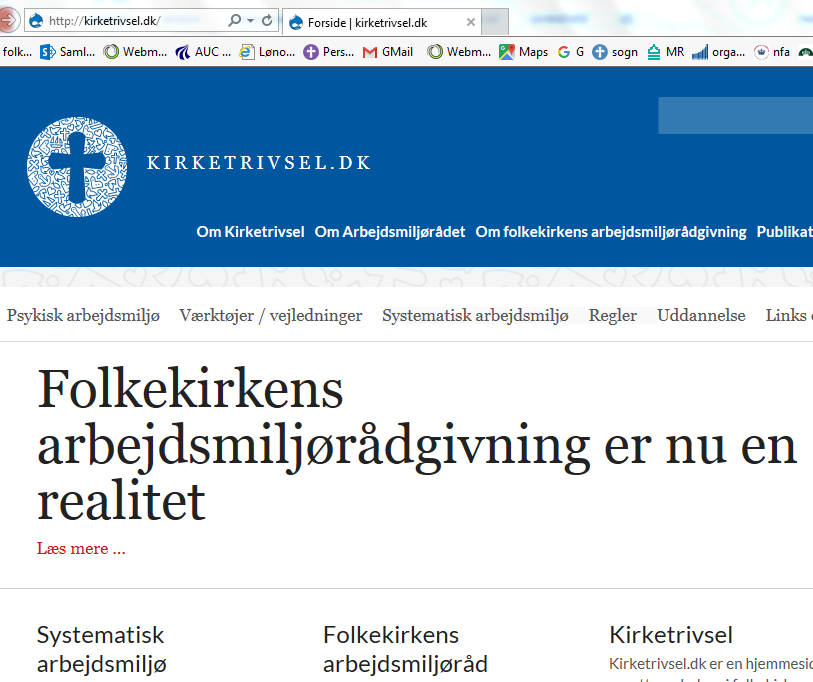 http://kirketrivsel.dk/
Forside | kirketrivsel.dk
folk... Saml... Webm... AUC ... Løno... Pers... GMail Webm... Maps G sogn MR orga... nfa
KIRKETRIVSEL.DK
Om Kirketrivsel Om Arbejdsmiljørådet Om folkekirkens arbejdsmiljørådgivning Publikat
Psykisk arbejdsmiljø Værktøjer / vejledninger Systematisk arbejdsmiljø Regler Uddannelse Links
Folkekirkens
arbejdsmiljørådgivning er nu en
realitet
Læs mere ...
Systematisk
arbejdsmiljø
Folkekirkens
arbejdsmiljøråd
Kirketrivsel
Kirketrivsel.dk er en hjemmesid